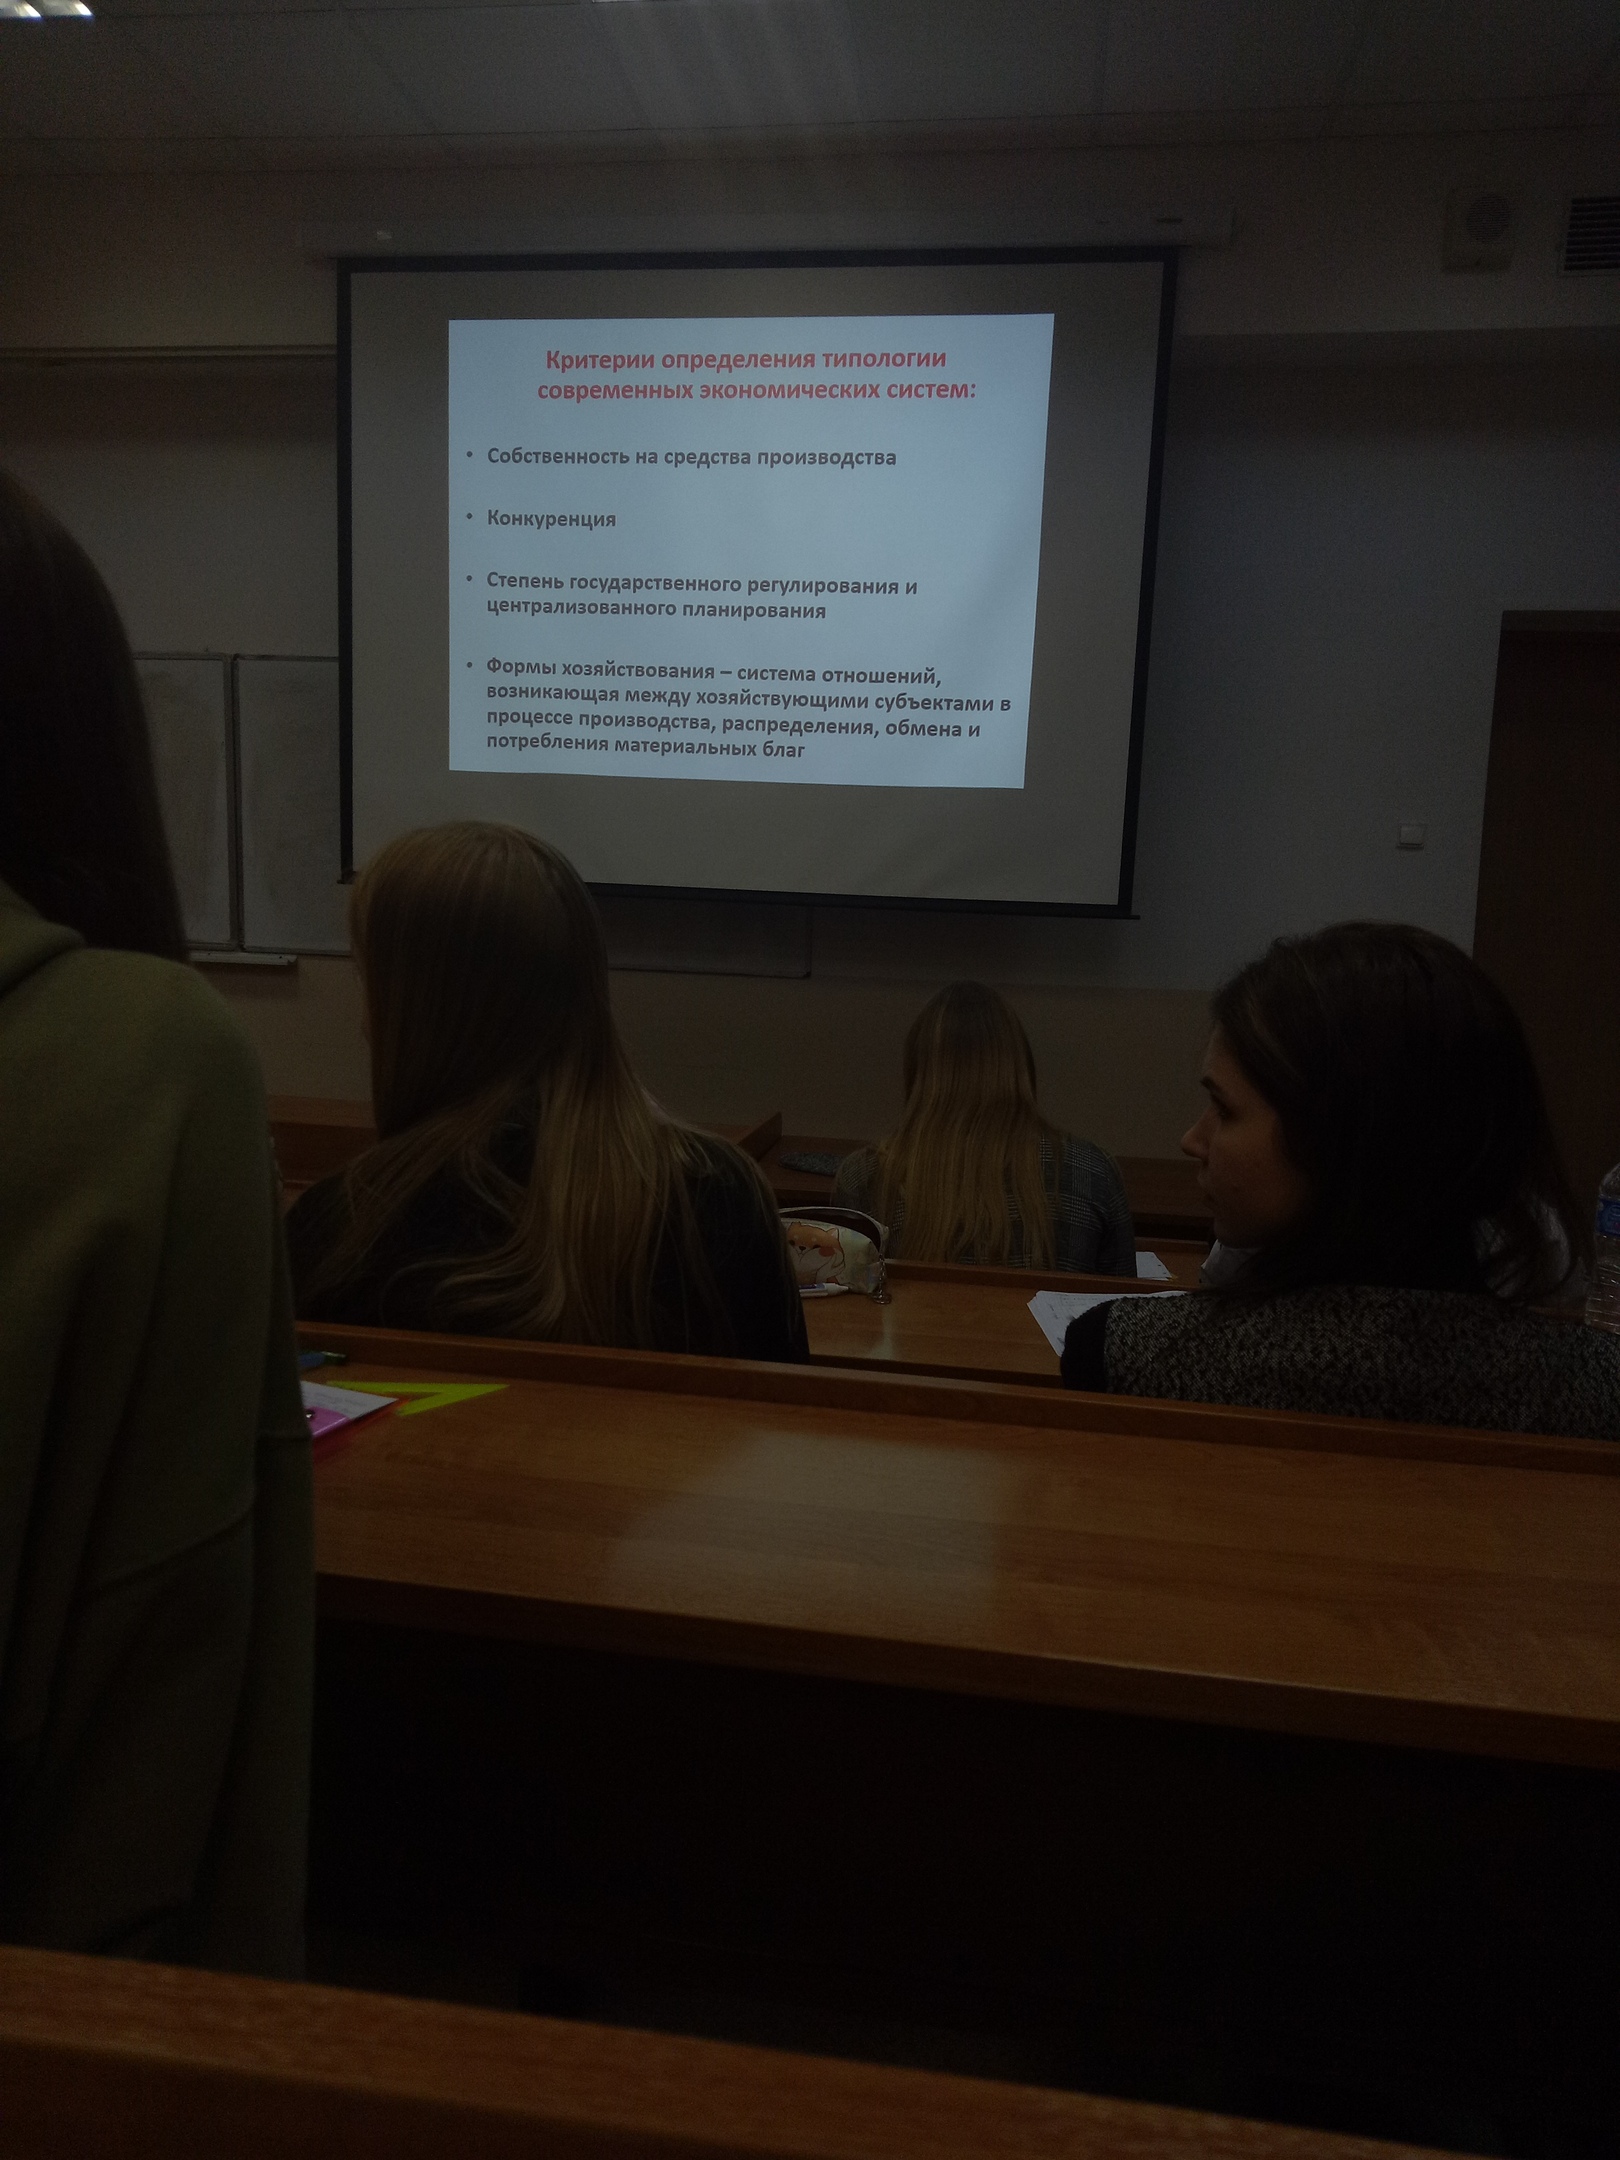 Критерии определения типологии
современных экономических систем:
• Собственность на средства производства
• Конкуренция
• Степень государственного регулирования и
централизованного планирования
• Формы хозяйствования – система отношений,
возникающая между хозяйствующими субъектами в
процессе производства, распределения, обмена и
потребления материальных благ